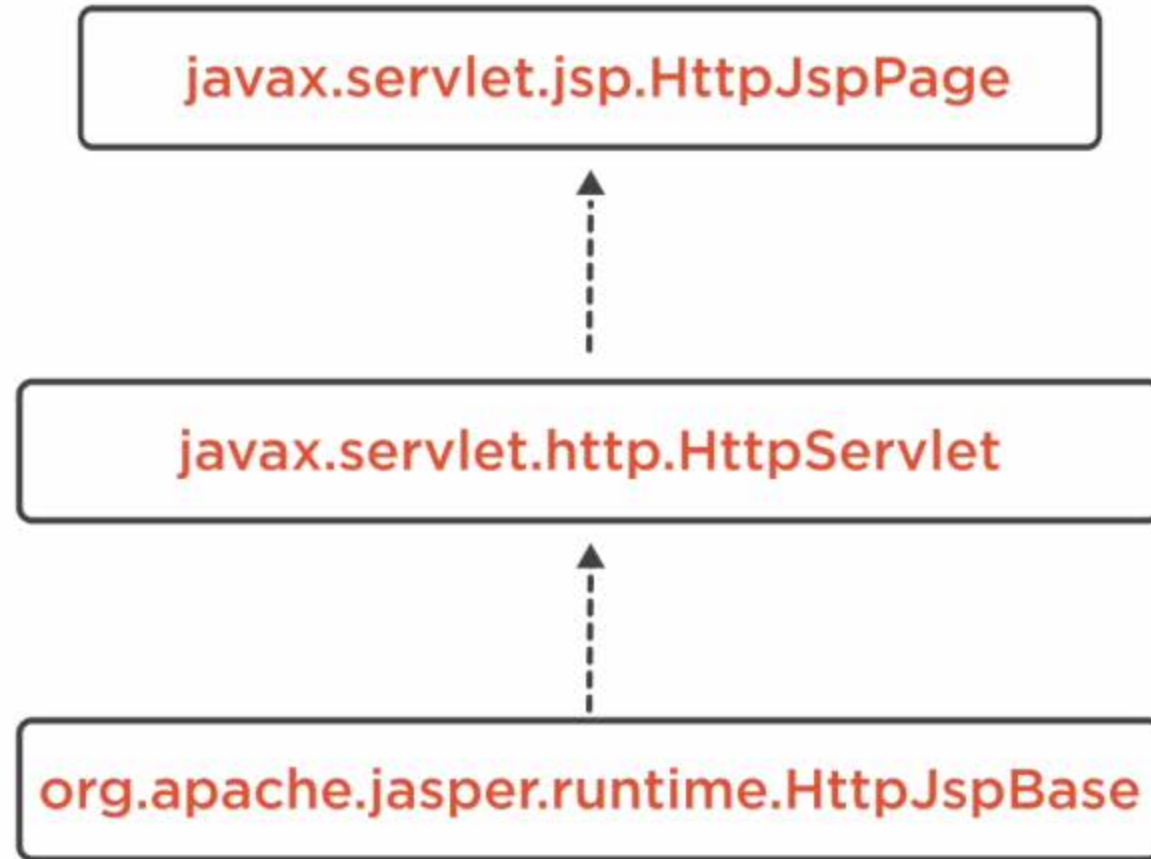 javax.servlet.jsp.HttpJspPage
javax.servlet.http.HttpServlet
org.apache.jasper.runtime.HttpJspBase